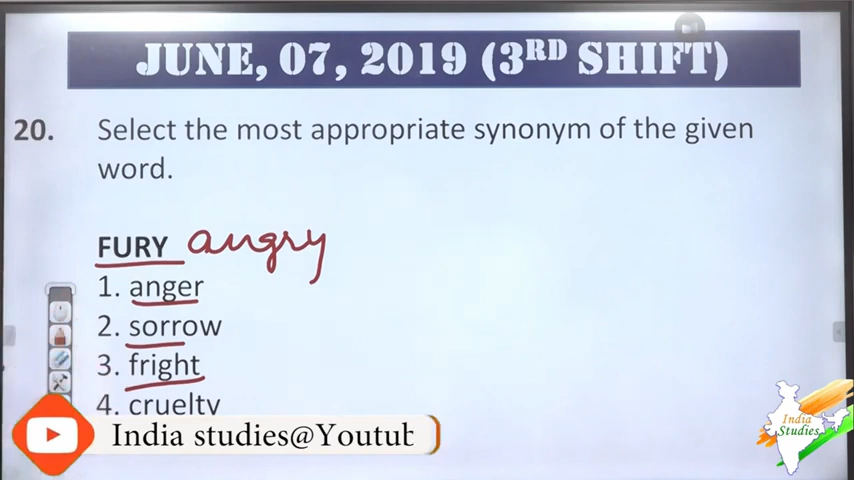 JUNE, 07, 2019 (3RD SHIFT)
20. Select the most appropriate synonym of the given
word.
FURY angry
1. anger
2. sorrow
3. fright
4. cruelty
India studies@Youtub
India
Studies